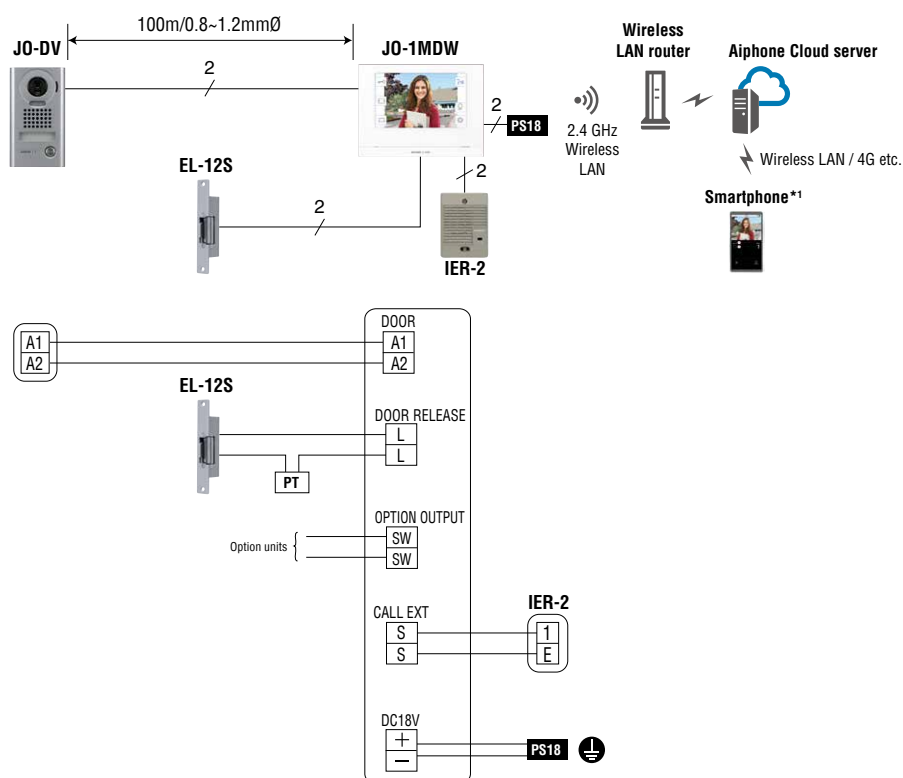 100m/0.8~1.2mmØ
JO-DV
JO-1MDW
Wireless
LAN router
Aiphone Cloud server
2
2
PS18
2.4 GHz
Wireless
LAN
Wireless LAN / 4G etc.
EL-12S
2
2
IER-2
Smartphone*1
DOOR
A1
A2
A1
A2
EL-12S
DOOR RELEASE
L
L
PT
OPTION OUTPUT
Option units
SW
SW
CALL EXT
IER-2
S
S
1
E
DC18V
+
−
PS18